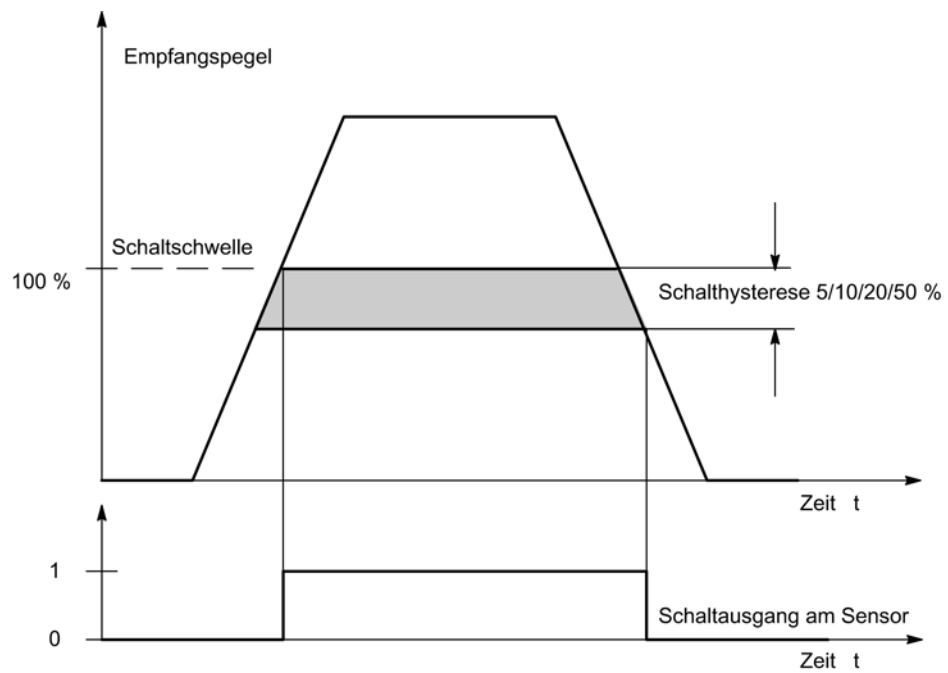 Empfangspegel
Schaltschwelle
100 %
Schalthysterese 5/10/20/50 %
Zeit t
1
Schaltausgang am Sensor
0
Zeit t